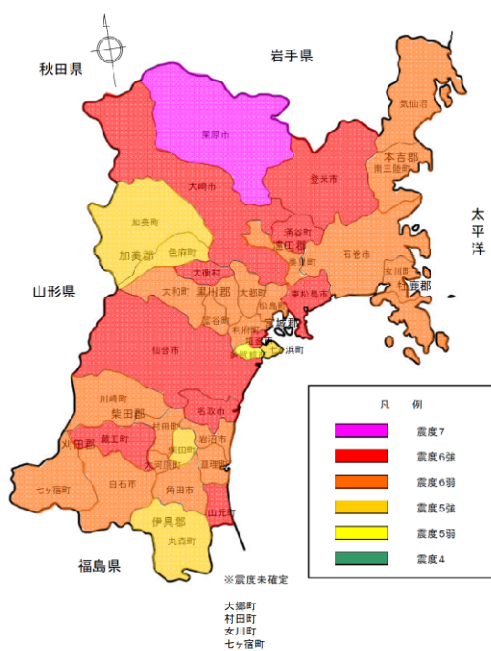 秋田県
岩手県
気仙沼
栗原市
本吉郡
南三陸町
登米市
大崎市
加美町
涌谷町
遠江郡
加美郡
色麻町
美里町
石巻市
太平洋
女川町
牡鹿郡
大衡村
山形県
大和町
黒川郡
大郷町
松島町
東松島市
富谷町
利府町
宮城郡
七ヶ浜町
仙台市
川崎町
柴田郡
名取市
村田町
岩沼市
刈田郡
蔵王町
柴田町
大河原町
亘理町
七ヶ宿町
白石市
角田市
山元町
伊具郡
丸森町
福島県
凡 例
震度7
震度6強
震度6弱
震度5強
震度5弱
震度4
※震度未確定
大郷町
村田町
女川町
七ヶ宿町